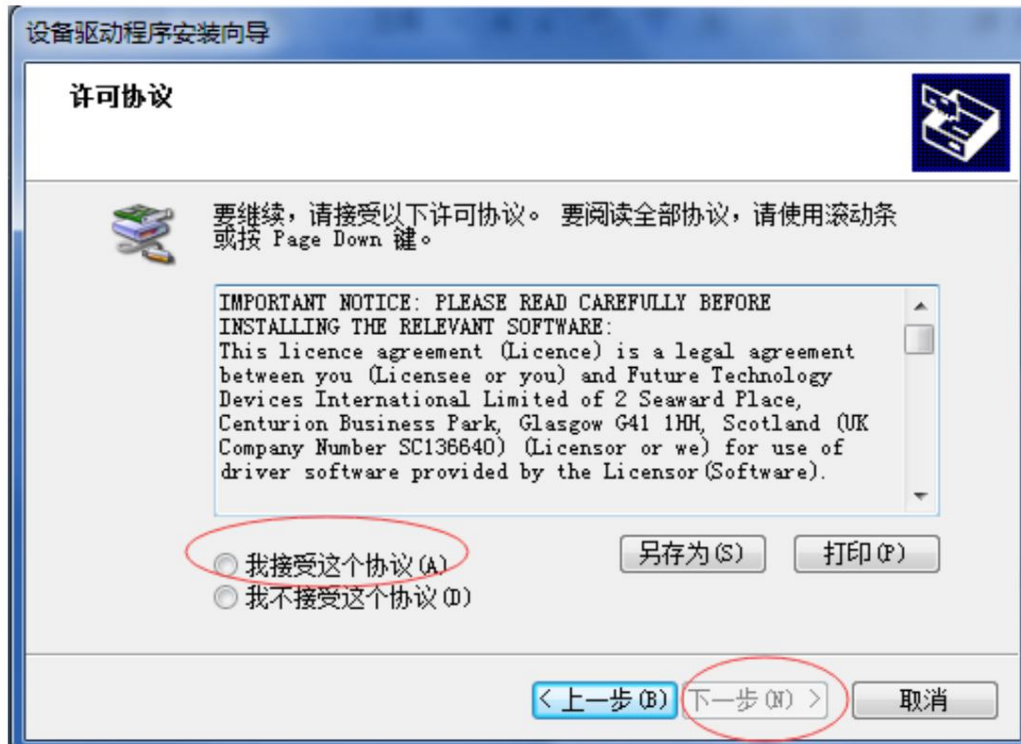 设备驱动程序安装向导
许可协议
要继续，请接受以下许可协议。 要阅读全部协议，请使用滚动条
或按 Page Down 键。
IMPORTANT NOTICE: PLEASE READ CAREFULLY BEFORE
INSTALLING THE RELEVANT SOFTWARE:
This licence agreement (Licence) is a legal agreement
between you (Licensee or you) and Future Technology
Devices International Limited of 2 Seaward Place,
Centurion Business Park, Glasgow G41 1HH, Scotland (UK
Company Number SC136640) (Licensor or we) for use of
driver software provided by the Licensor(Software).
我接受这个协议(A)
我不接受这个协议(D)
另存为(S)
打印(P)
< 上一步(B)
下一步(N) >
取消